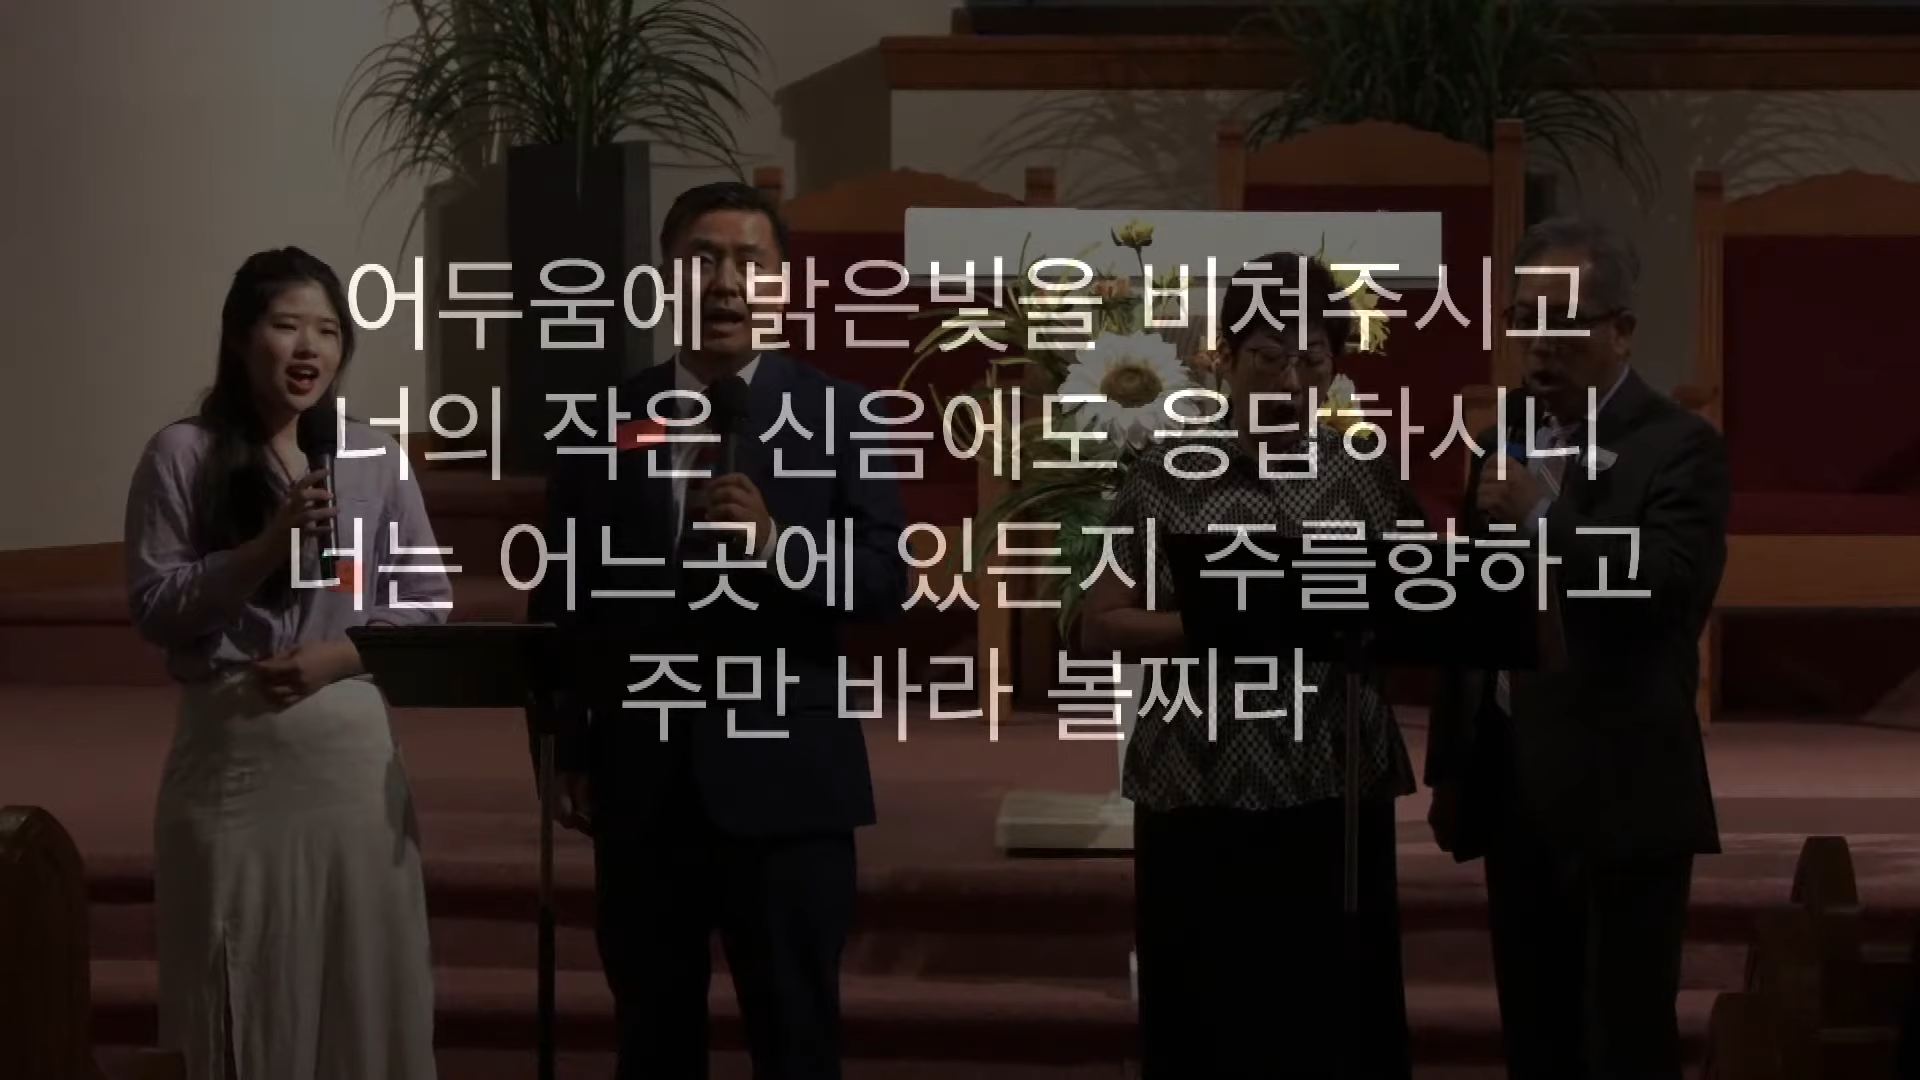 어두움에 밝은빛을 비쳐주시고
너의 작은 신음에도 응답하시니
너는 어느곳에 있든지 주를향하고
주만 바라 볼찌라